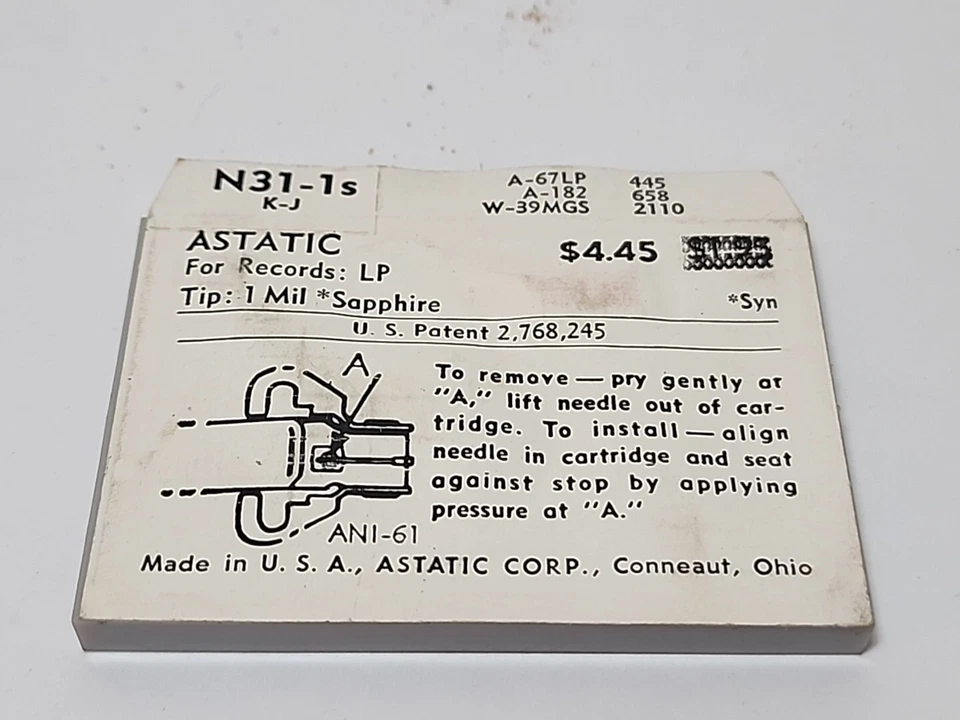 N31-1s
K-J
A-67LP 445
A-182 658
W-39MGS 2110
ASTATIC $4.45
For Records: LP
Tip: 1 Mil *Sapphire *Syn
U. S. Patent 2,768,245
A
To remove — pry gently at
"A," lift needle out of car-
tridge. To install — align
needle in cartridge and seat
against stop by applying
pressure at "A."
ANI-61
Made in U. S. A., ASTATIC CORP., Conneaut, Ohio